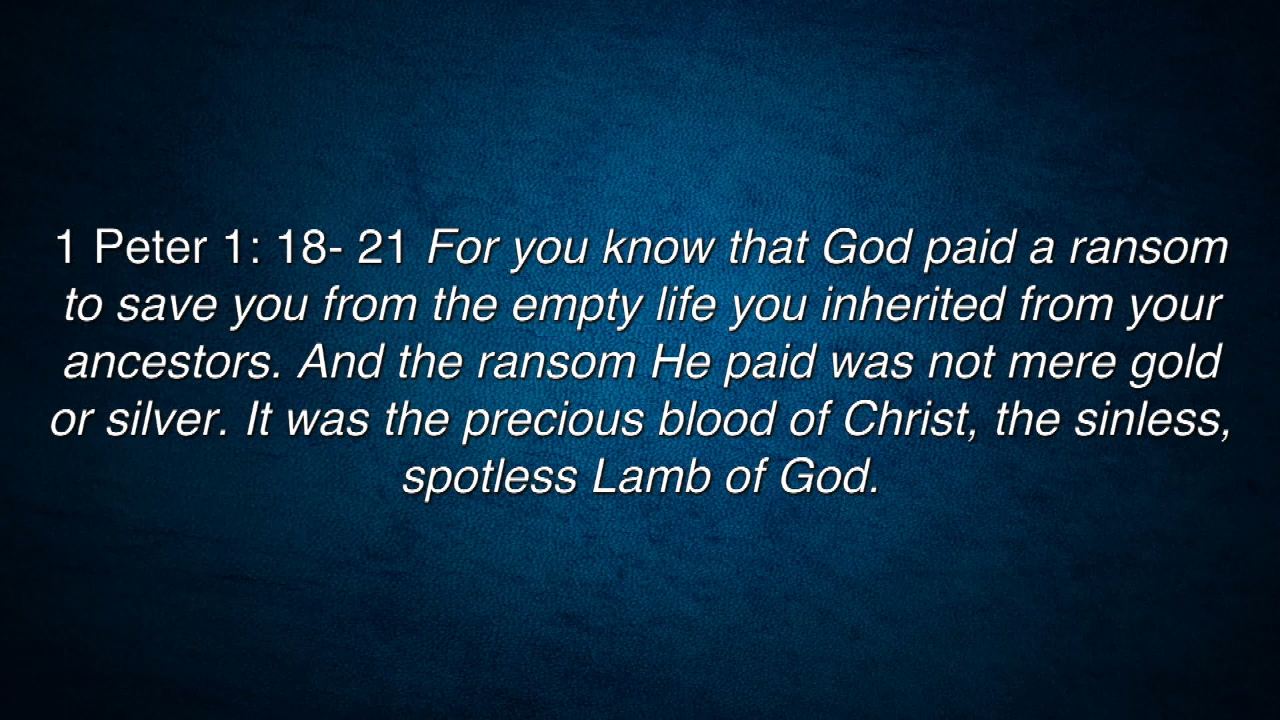 1 Peter 1: 18- 21 For you know that God paid a ransom
to save you from the empty life you inherited from your
ancestors. And the ransom He paid was not mere gold
or silver. It was the precious blood of Christ, the sinless,
spotless Lamb of God.